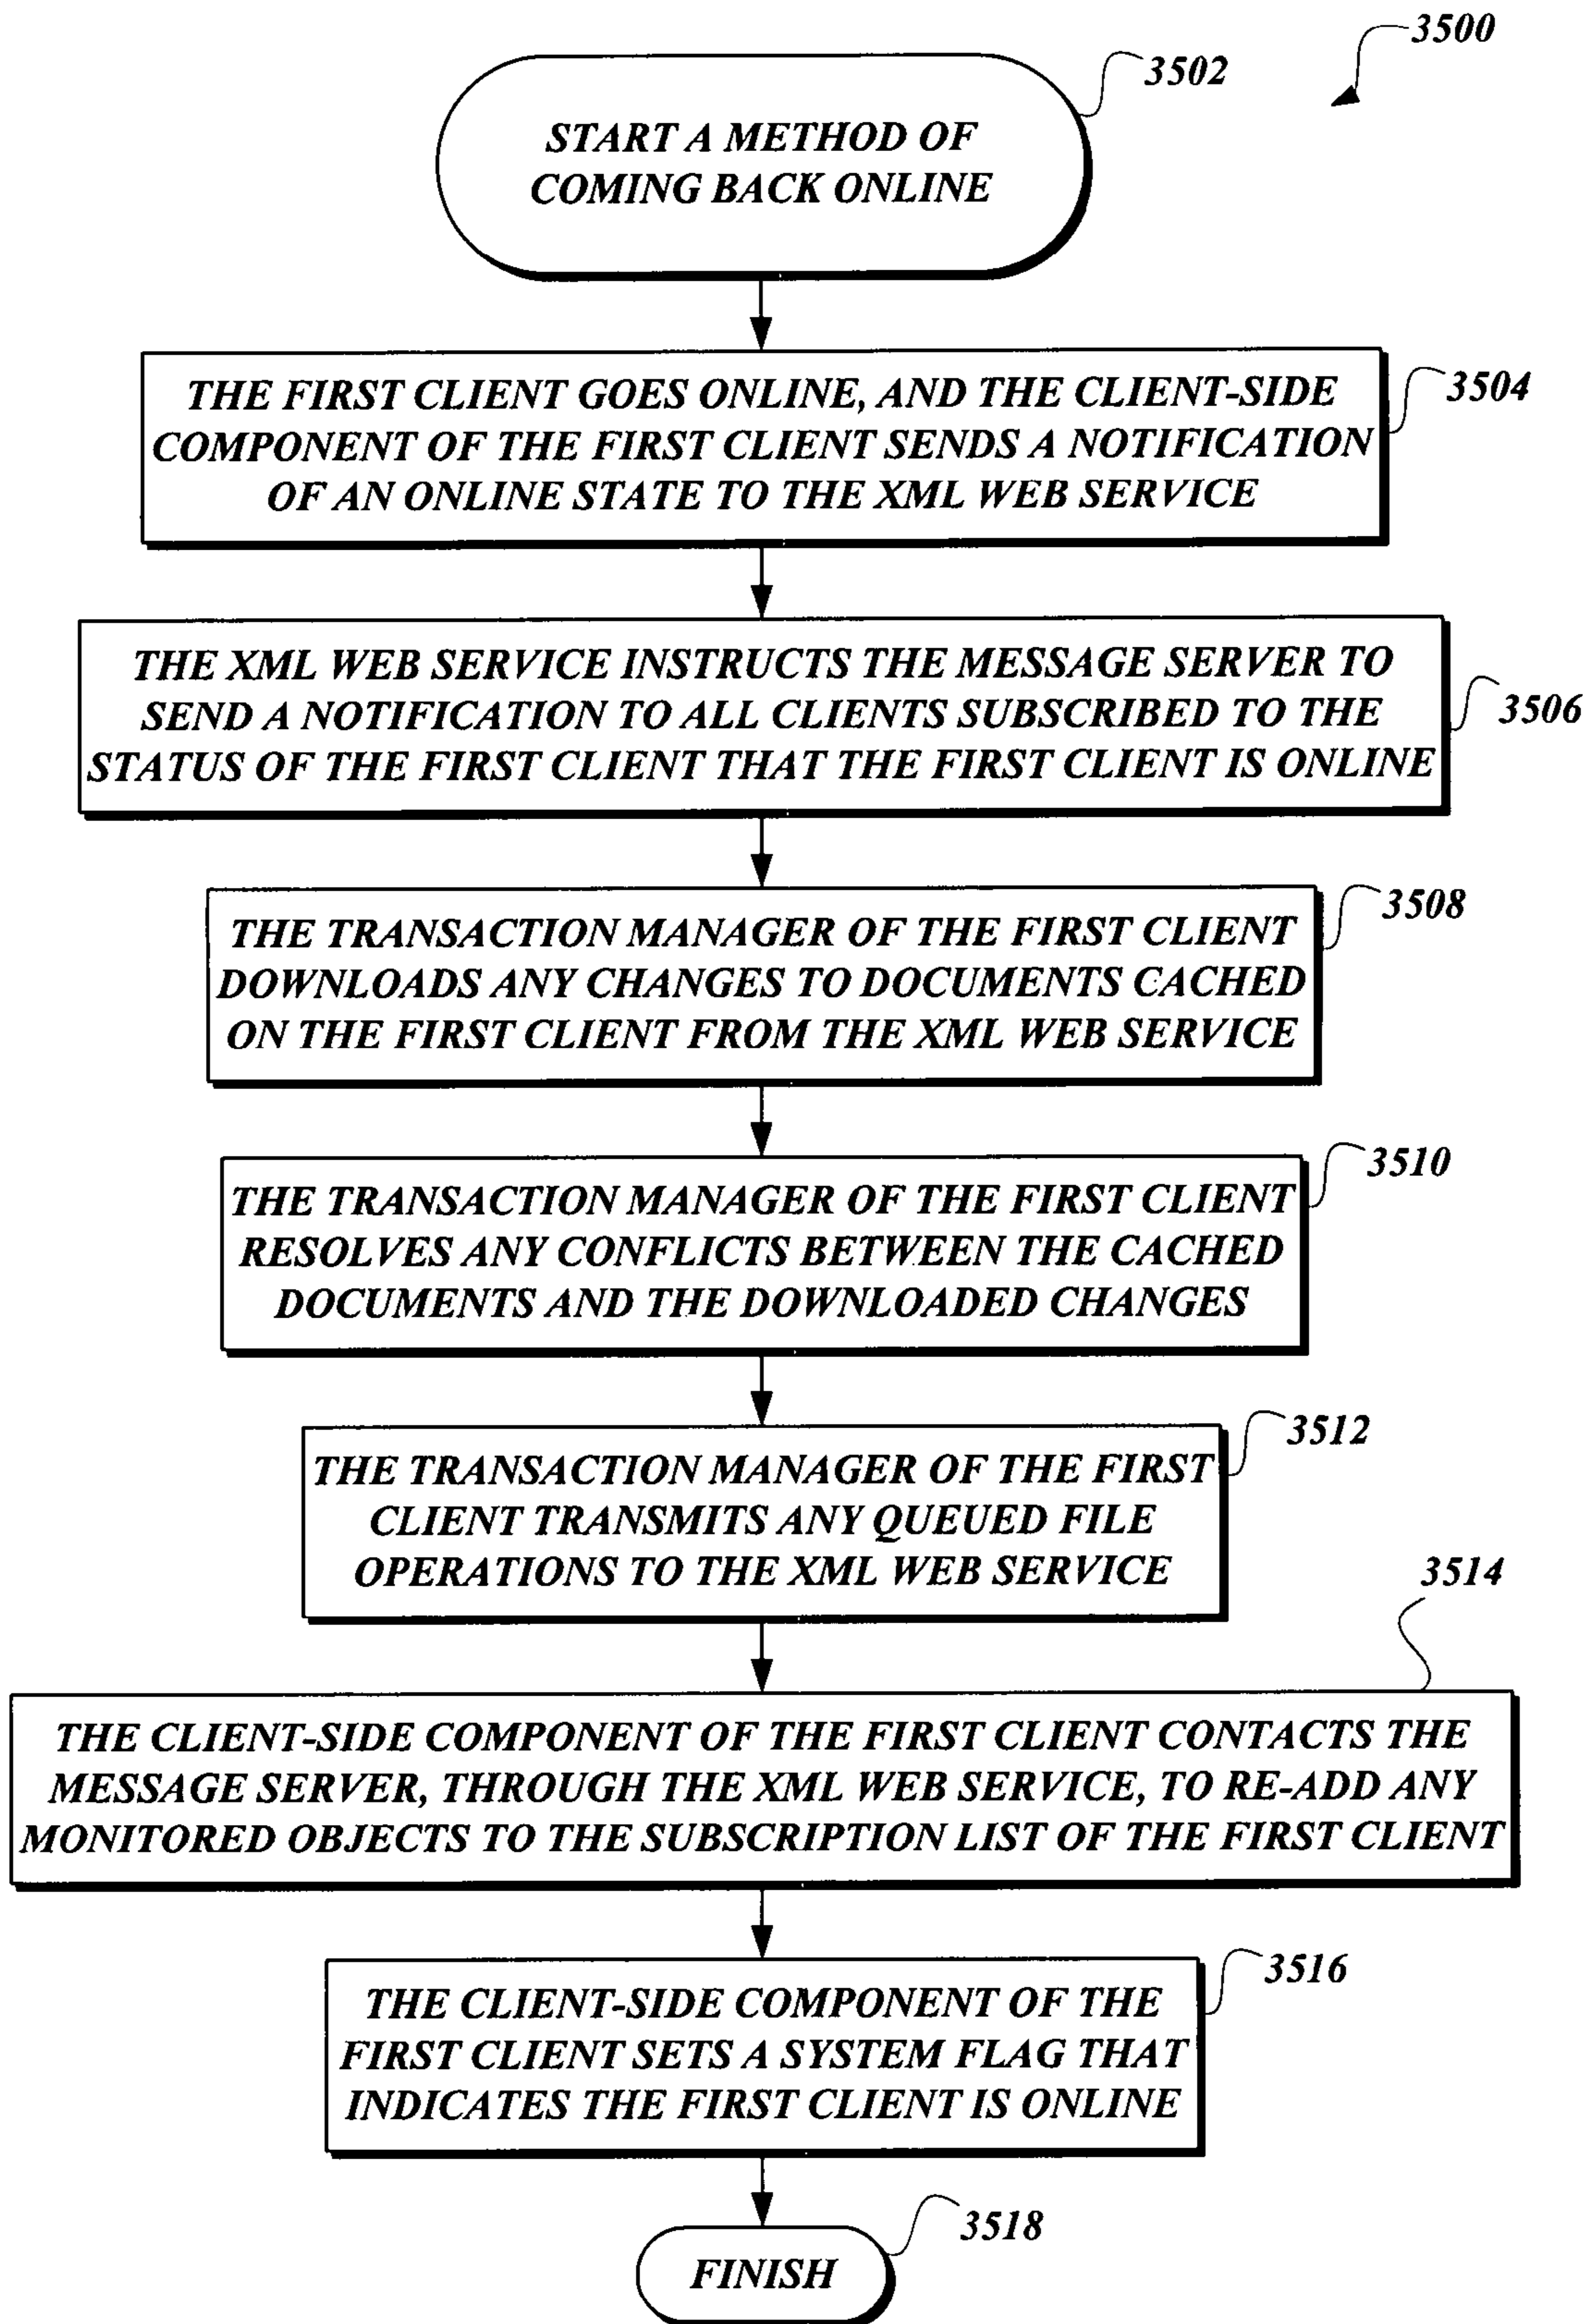 3500
3502
START A METHOD OF
COMING BACK ONLINE
3504
THE FIRST CLIENT GOES ONLINE, AND THE CLIENT-SIDE
COMPONENT OF THE FIRST CLIENT SENDS A NOTIFICATION
OF AN ONLINE STATE TO THE XML WEB SERVICE
3506
THE XML WEB SERVICE INSTRUCTS THE MESSAGE SERVER TO
SEND A NOTIFICATION TO ALL CLIENTS SUBSCRIBED TO THE
STATUS OF THE FIRST CLIENT THAT THE FIRST CLIENT IS ONLINE
3508
THE TRANSACTION MANAGER OF THE FIRST CLIENT
DOWNLOADS ANY CHANGES TO DOCUMENTS CACHED
ON THE FIRST CLIENT FROM THE XML WEB SERVICE
3510
THE TRANSACTION MANAGER OF THE FIRST CLIENT
RESOLVES ANY CONFLICTS BETWEEN THE CACHED
DOCUMENTS AND THE DOWNLOADED CHANGES
3512
THE TRANSACTION MANAGER OF THE FIRST
CLIENT TRANSMITS ANY QUEUED FILE
OPERATIONS TO THE XML WEB SERVICE
3514
THE CLIENT-SIDE COMPONENT OF THE FIRST CLIENT CONTACTS THE
MESSAGE SERVER, THROUGH THE XML WEB SERVICE, TO RE-ADD ANY
MONITORED OBJECTS TO THE SUBSCRIPTION LIST OF THE FIRST CLIENT
3516
THE CLIENT-SIDE COMPONENT OF THE
FIRST CLIENT SETS A SYSTEM FLAG THAT
INDICATES THE FIRST CLIENT IS ONLINE
3518
FINISH